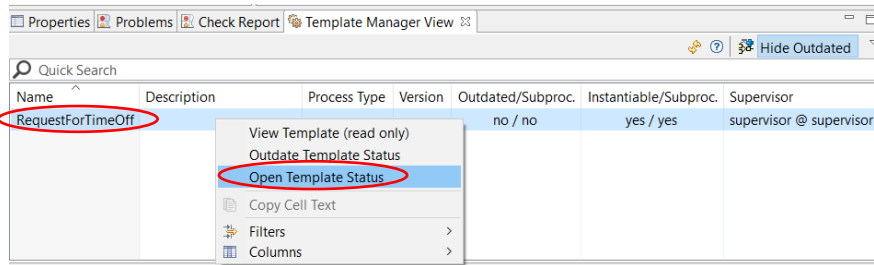 Properties Problems Check Report Template Manager View
Hide Outdated
Quick Search
Name Description Process Type Version Outdated/Subproc. Instantiable/Subproc. Supervisor
RequestForTimeOff no / no yes / yes supervisor @ supervisor
View Template (read only)
Outdate Template Status
Open Template Status
Copy Cell Text
Filters
Columns